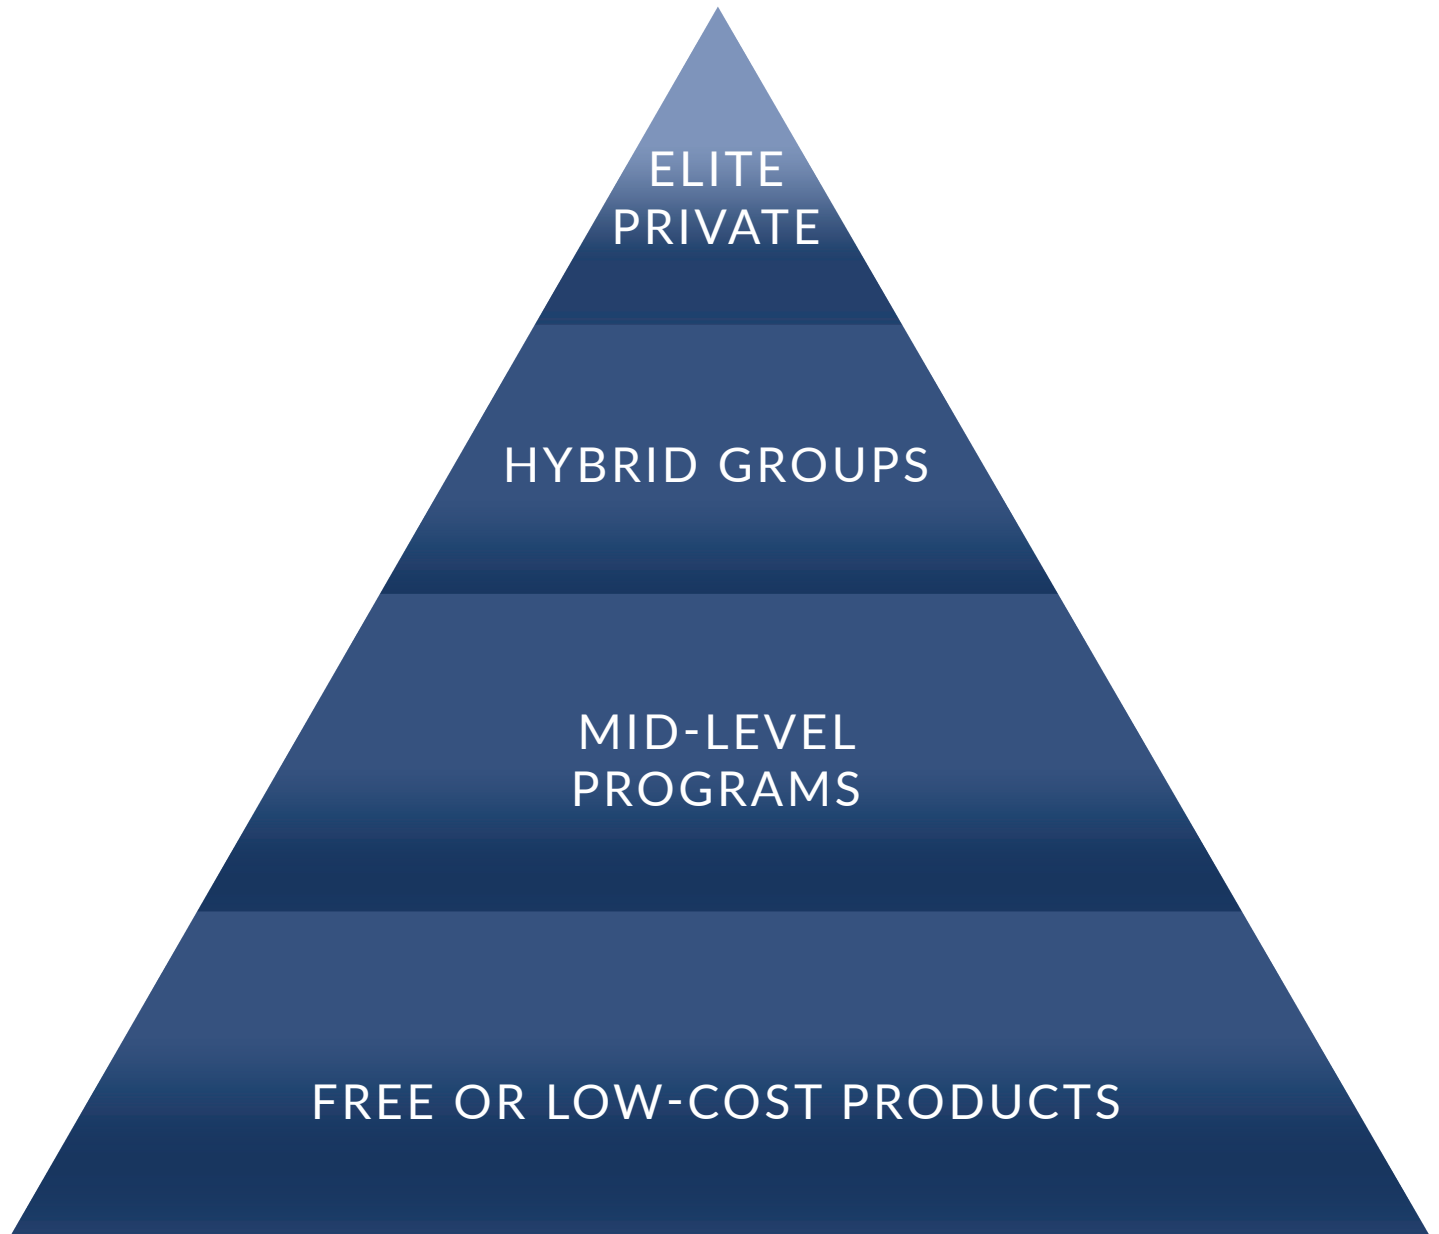 ELITE
PRIVATE
HYBRID GROUPS
MID-LEVEL
PROGRAMS
FREE OR LOW-COST PRODUCTS